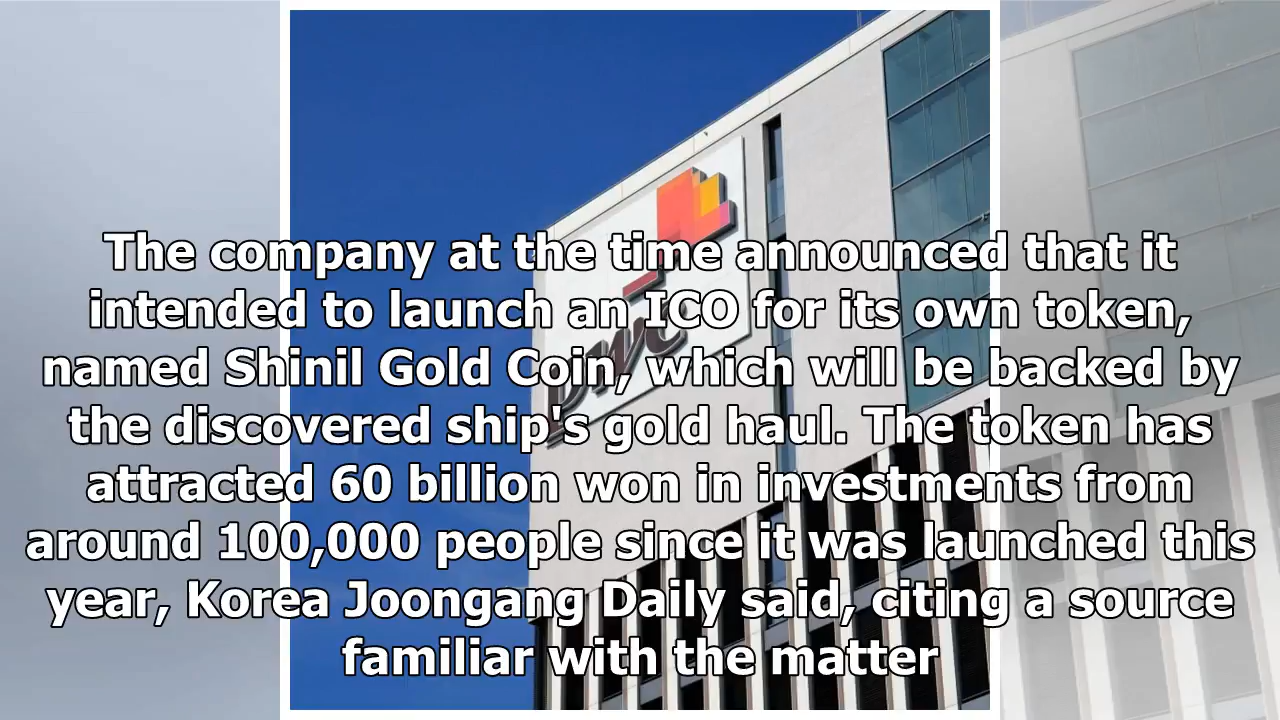 The company at the time announced that it
intended to launch an ICO for its own token,
named Shinil Gold Coin, which will be backed by
the discovered ship's gold haul. The token has
attracted 60 billion won in investments from
around 100,000 people since it was launched this
year, Korea Joongang Daily said, citing a source
familiar with the matter
pwc